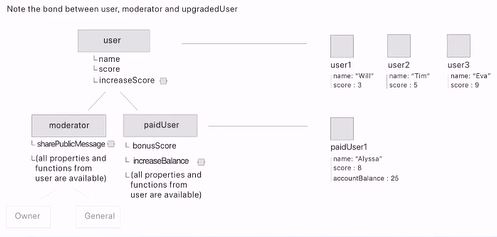 Note the bond between user, moderator and upgradedUser
user
name
score
increaseScore
user1
name: "Will"
score : 3
user2
name: "Tim"
score : 5
user3
name: "Eva"
score : 9
moderator
sharePublicMessage
(all properties and
functions from
user are available)
paidUser
bonusScore
increaseBalance
(all properties and
functions from
user are available)
paidUser1
name: "Alyssa"
score : 8
accountBalance : 25
Owner
General